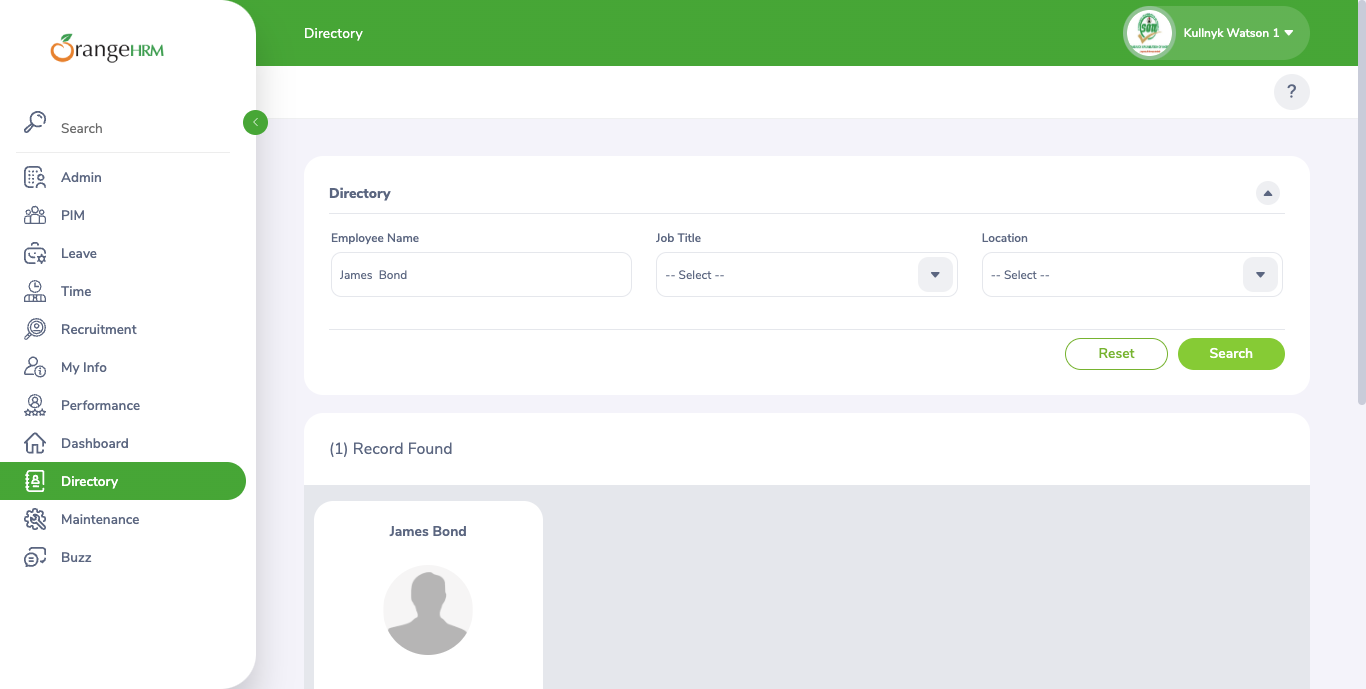 OrangeHRM
Directory
Kullnyk Watson 1
?
Search
Admin
PIM
Leave
Time
Recruitment
My Info
Performance
Dashboard
Directory
Maintenance
Buzz
Directory
Employee Name
Job Title
Location
James  Bond
-- Select --
-- Select --
Reset
Search
(1) Record Found
James Bond